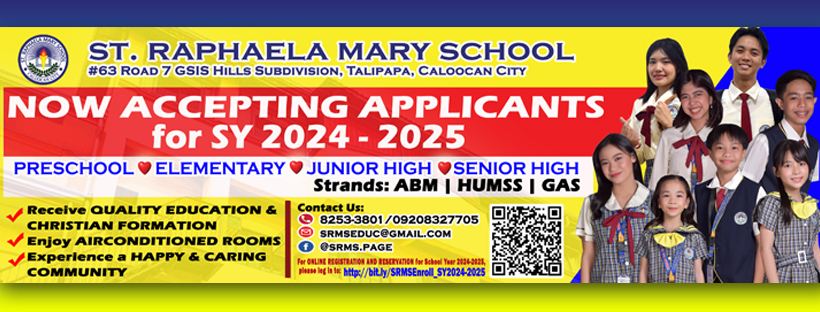 ST. RAPHAELA MARY SCHOOL
#63 ROAD 7 GSIS HILLS SUBDIVISION, TALIPAPA, CALOOCAN CITY
NOW ACCEPTING APPLICANTS
for SY 2024 - 2025
PRESCHOOL ELEMENTARY JUNIOR HIGH SENIOR HIGH
Strands: ABM | HUMSS | GAS
Receive QUALITY EDUCATION &
CHRISTIAN FORMATION
Enjoy AIRCONDITIONED ROOMS
Experience a HAPPY & CARING
COMMUNITY
Contact Us:
8253-3801 /09208327705
SRMSEDUC@GMAIL.COM
@SRMS.PAGE
For ONLINE REGISTRATION AND RESERVATION for School Year 2024-2025,
please log in to: http://bit.ly/SRMSEnroll_SY2024-2025